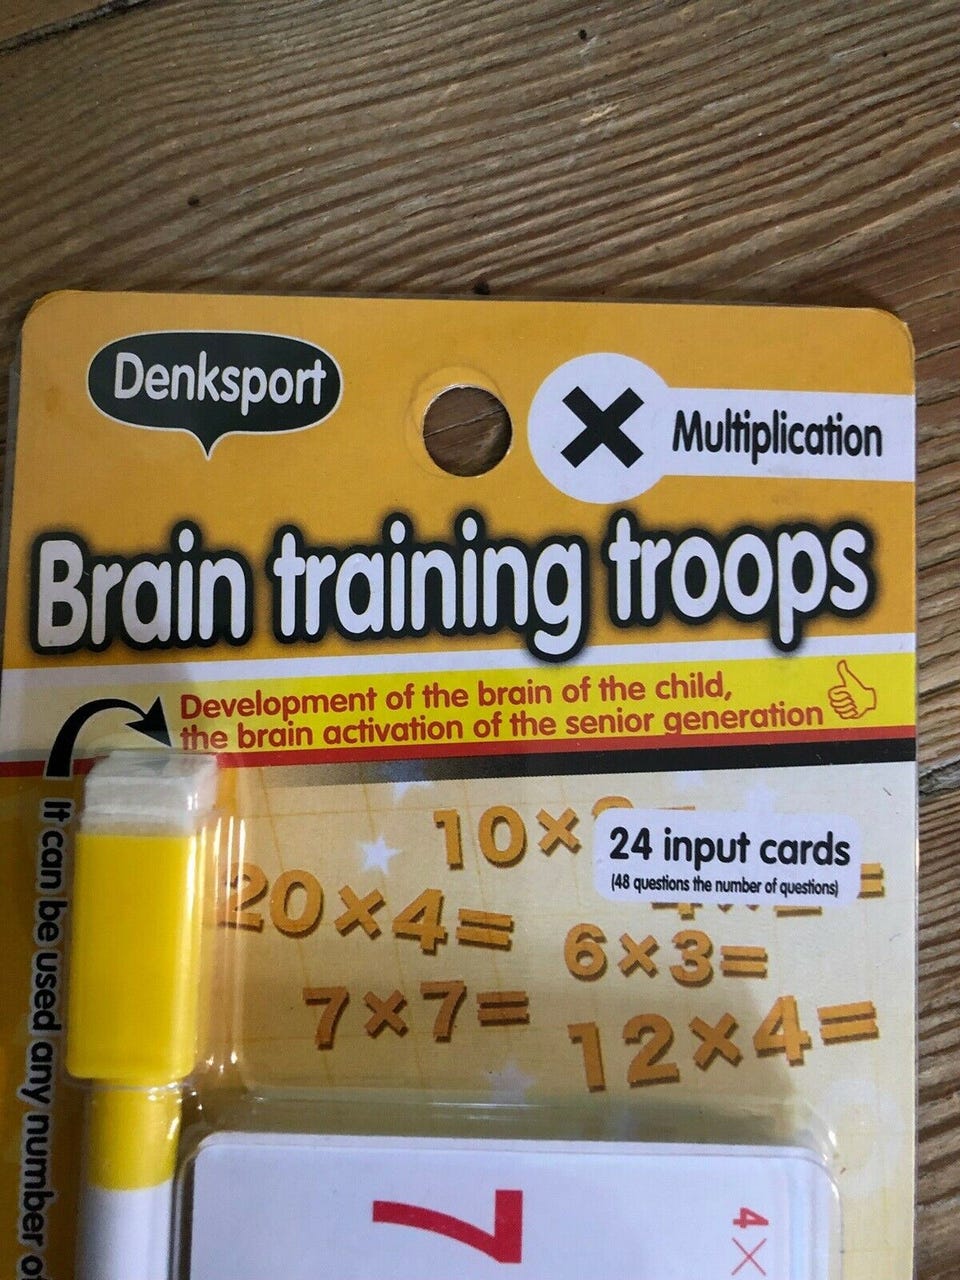 Denksport
× Multiplication
Brain training troops
Development of the brain of the child,
the brain activation of the senior generation
It can be used any number of
10×
24 input cards
(48 questions the number of questions)
20×4=
6×3=
7×7=
12×4=
7
4×